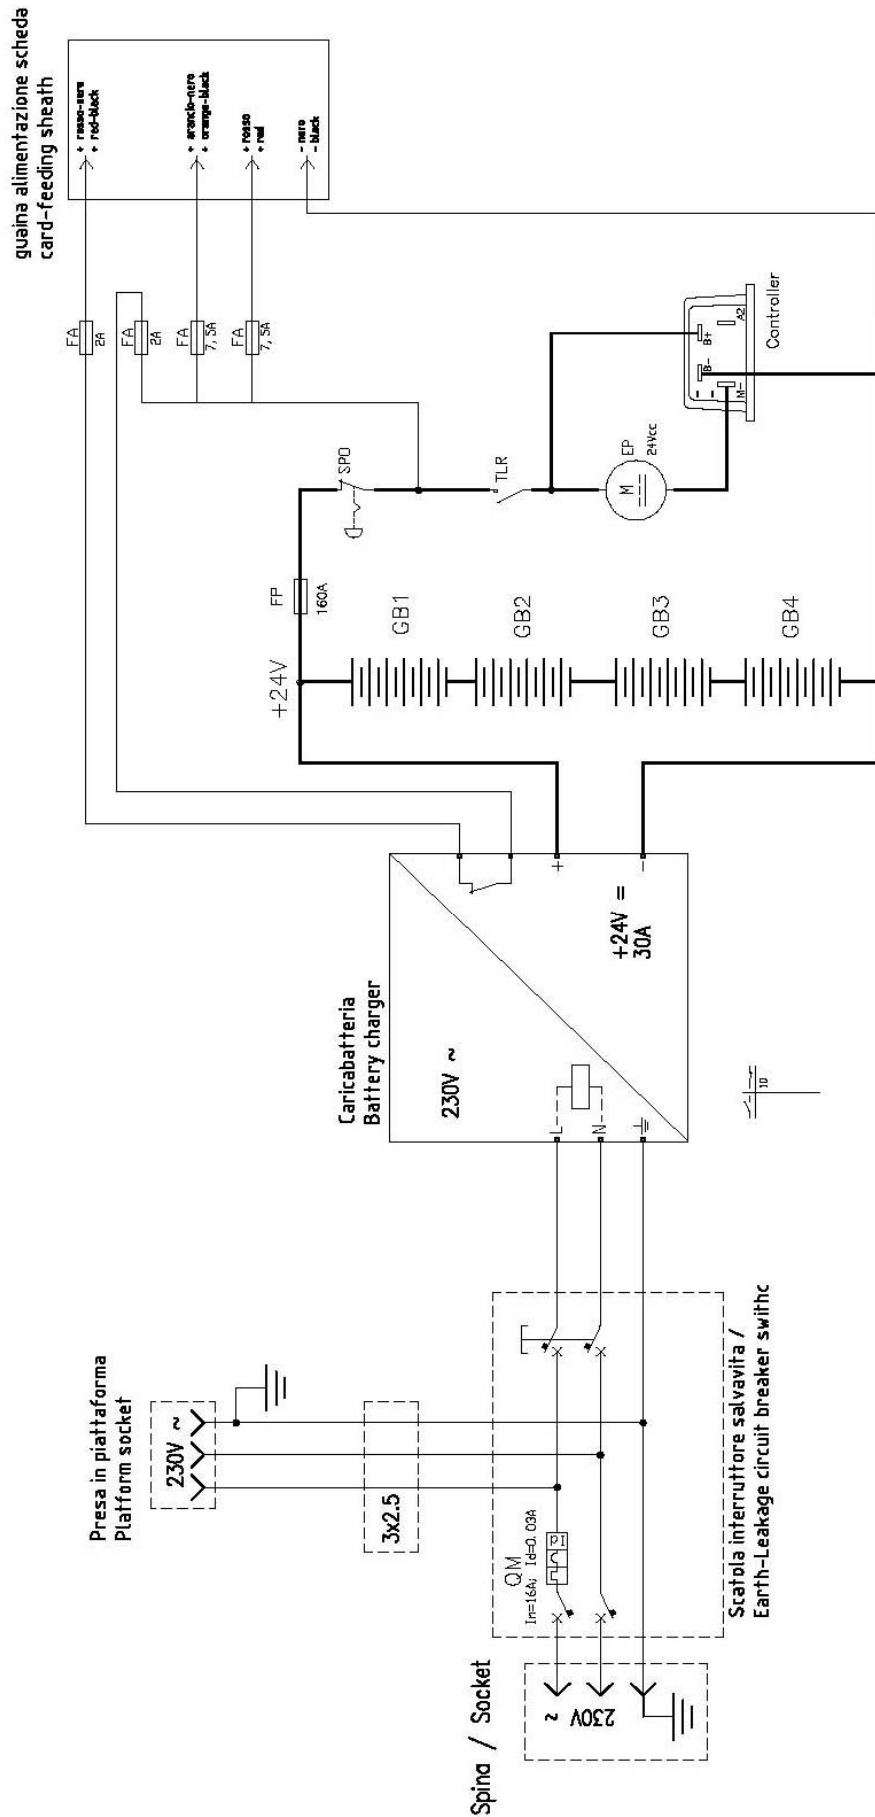 guaina alimentazione scheda
card-feeding sheath
+ rosso-nero
+ red-black
+ arancio-nero
+ orange-black
+ rosso
+ red
- nero
- black
FA
2A
FA
2A
FA
7,5A
FA
7,5A
SPO
TLR
EP
24Vcc
M
B+
B-
A2
M-
Controller
+24V
FP
160A
GB1
GB2
GB3
GB4
Caricabatteria
Battery charger
230V ~
+24V =
30A
+
-
L
N
10
Presa in piattaforma
Platform socket
230V ~
3x2.5
QM
In=16A; Id=0.03A
Id
Scatola interruttore salvavita /
Earth-Leakage circuit breaker swithc
Spina / Socket
~ 230V